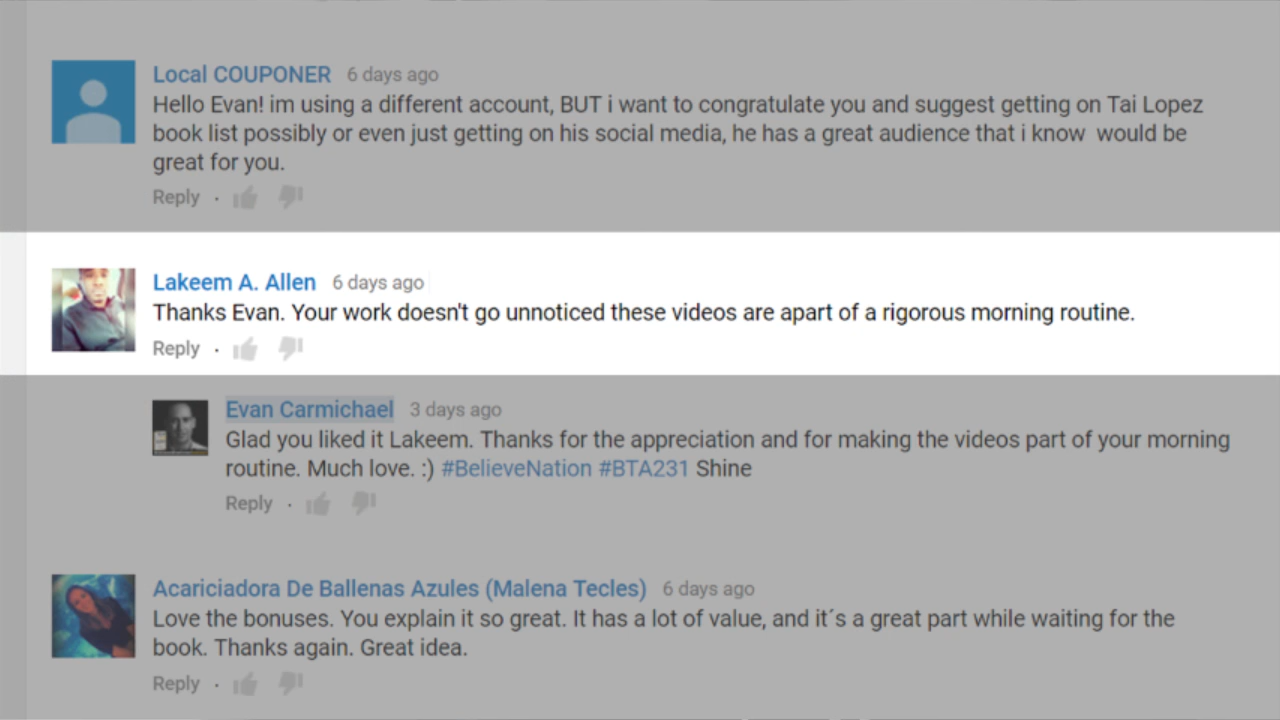 Local COUPONER 6 days ago
Hello Evan! im using a different account, BUT i want to congratulate you and suggest getting on Tai Lopez
book list possibly or even just getting on his social media, he has a great audience that i know would be
great for you.
Reply ·
Lakeem A. Allen 6 days ago
Thanks Evan. Your work doesn't go unnoticed these videos are apart of a rigorous morning routine.
Reply ·
Evan Carmichael 3 days ago
Glad you liked it Lakeem. Thanks for the appreciation and for making the videos part of your morning
routine. Much love. :) #BelieveNation #BTA231 Shine
Reply ·
Acariciadora De Ballenas Azules (Malena Tecles) 6 days ago
Love the bonuses. You explain it so great. It has a lot of value, and it´s a great part while waiting for the
book. Thanks again. Great idea.
Reply ·